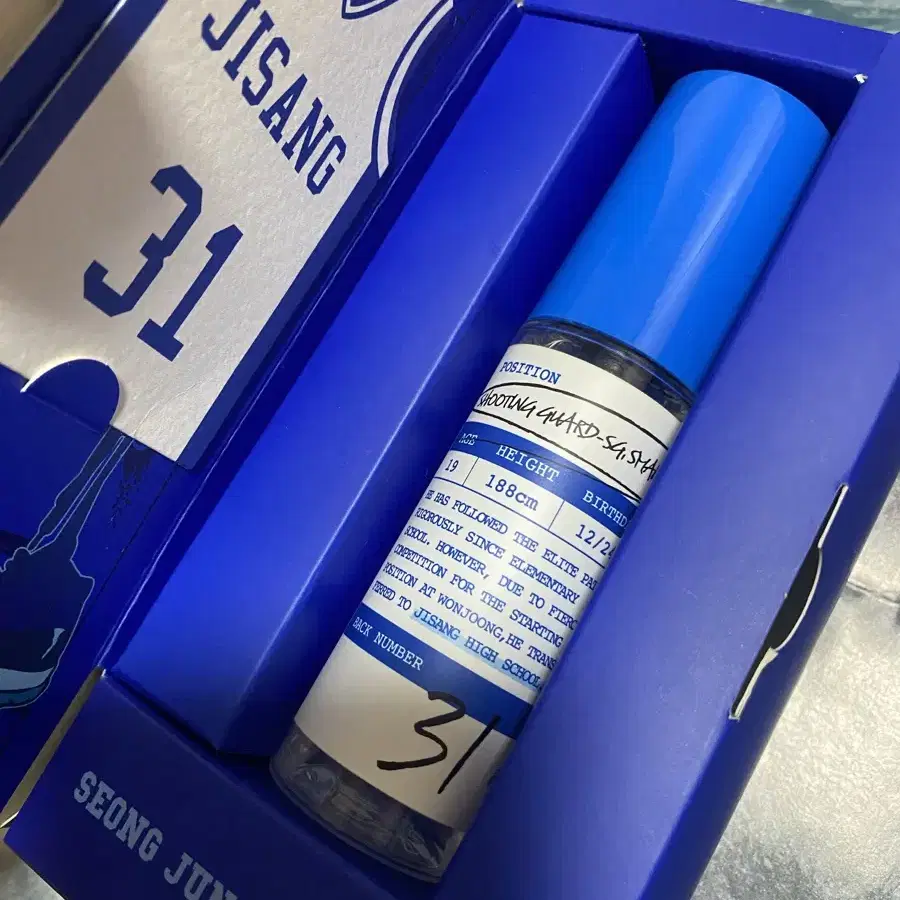 JISANG
31
POSITION
SHOOTING GUARD-SG, SHA
AGE HEIGHT BIRTHD
19 188cm 12/24
HE HAS FOLLOWED THE ELITE PA
RIGOROUSLY SINCE ELEMENTARY
SCHOOL. HOWEVER, DUE TO FIERC
COMPETITION FOR THE STARTING
POSITION AT WONJOONG,HE TRANS
FERRED TO JISANG HIGH SCHOOL.
BACK NUMBER
31
SEONG JUN